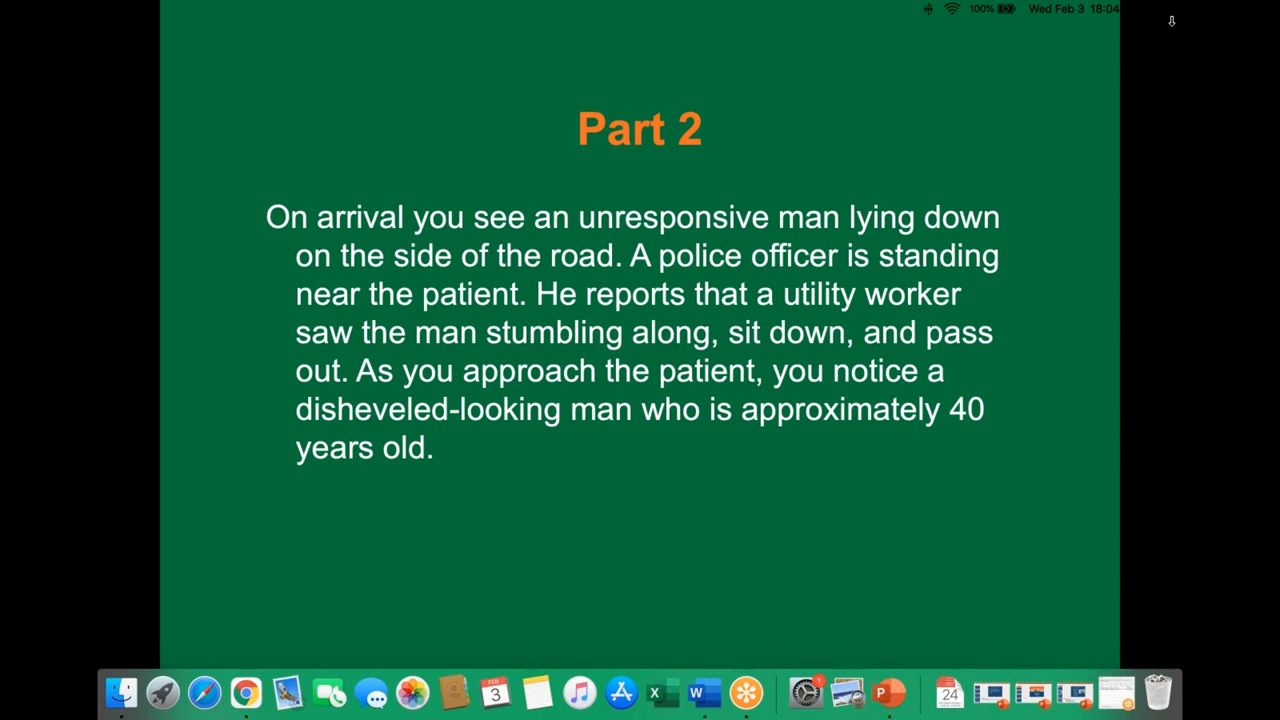 100% Wed Feb 3 18:04
Part 2
On arrival you see an unresponsive man lying down
on the side of the road. A police officer is standing
near the patient. He reports that a utility worker
saw the man stumbling along, sit down, and pass
out. As you approach the patient, you notice a
disheveled-looking man who is approximately 40
years old.
FEB
3
X
W
1
P
24